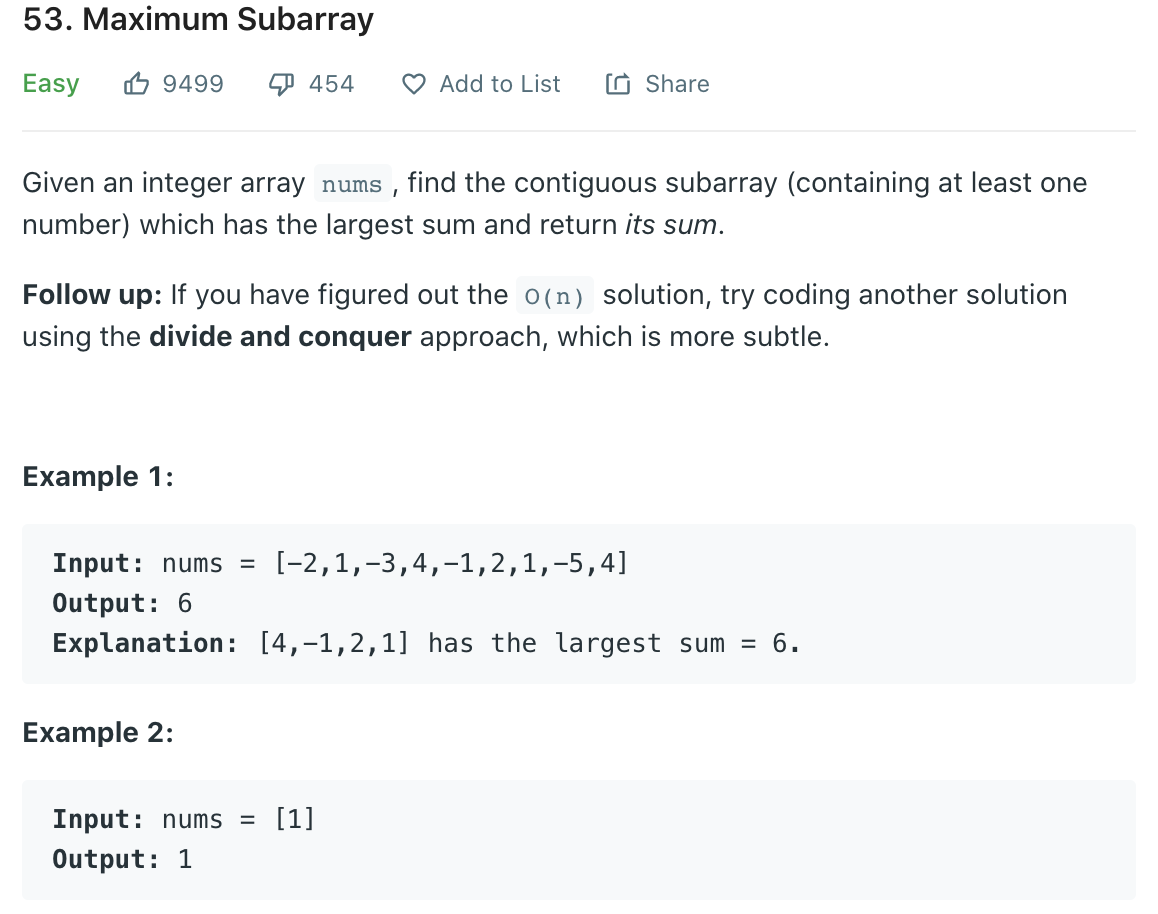 53. Maximum Subarray
Easy 9499 454 Add to List Share
Given an integer array nums , find the contiguous subarray (containing at least one
number) which has the largest sum and return its sum.
Follow up: If you have figured out the O(n) solution, try coding another solution
using the divide and conquer approach, which is more subtle.
Example 1:
Input: nums = [-2,1,-3,4,-1,2,1,-5,4]
Output: 6
Explanation: [4,-1,2,1] has the largest sum = 6.
Example 2:
Input: nums = [1]
Output: 1